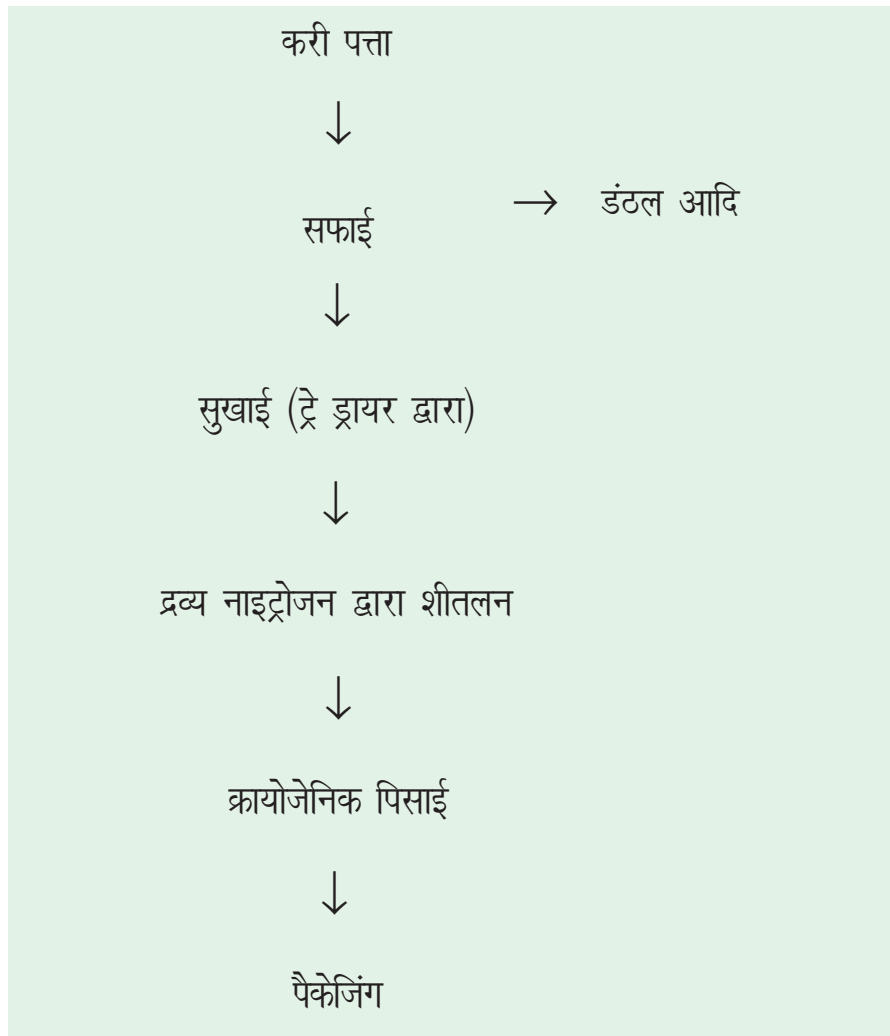 करी पत्ता
↓
सफाई → डंठल आदि
↓
सुखाई (ट्रे ड्रायर द्वारा)
↓
द्रव्य नाइट्रोजन द्वारा शीतलन
↓
क्रायोजेनिक पिसाई
↓
पैकेजिंग